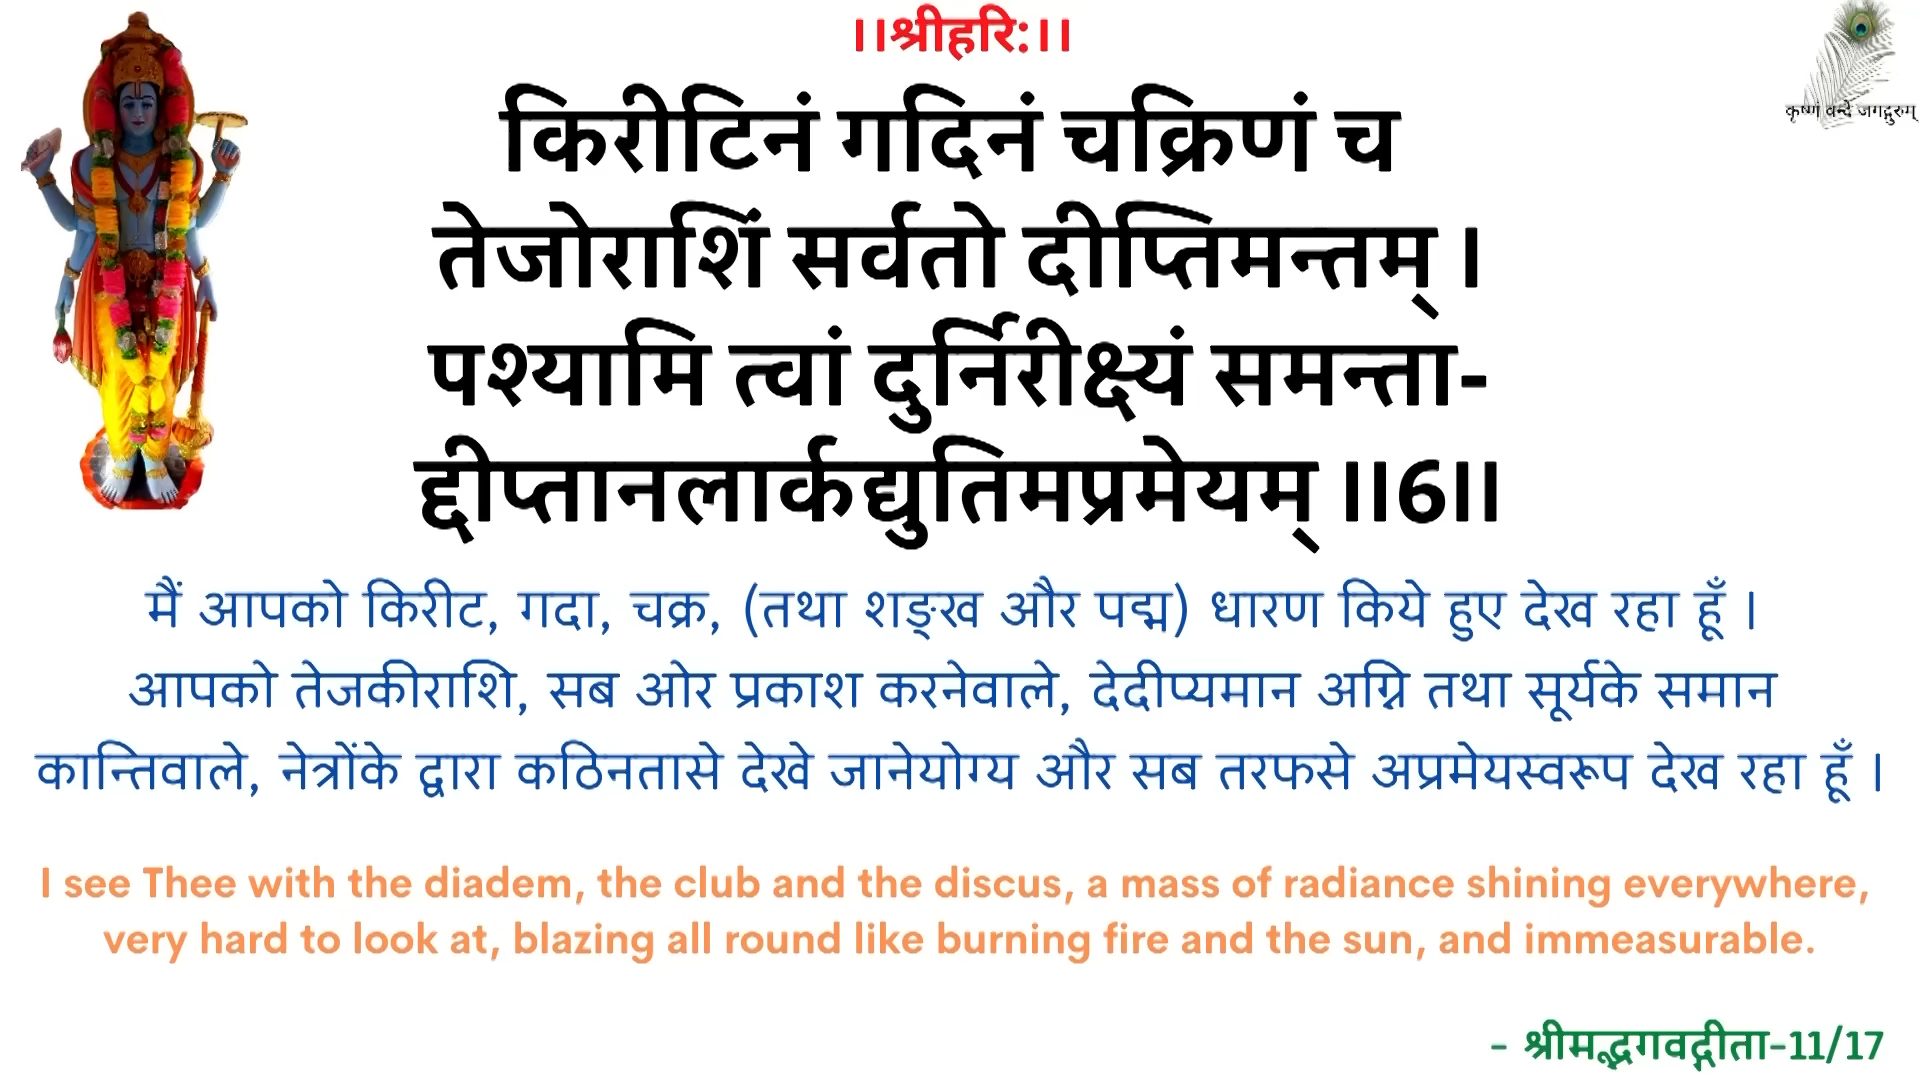 ।।श्रीहरि:।।
कृष्णं वन्दे जगद्गुरुम्
किरीटिनं गदिनं चक्रिणं च
तेजोराशिं सर्वतो दीप्तिमन्तम् ।
पश्यामि त्वां दुर्निरीक्ष्यं समन्ता-
द्दीप्तानलार्कद्युतिमप्रमेयम् ।।6।।
मैं आपको किरीट, गदा, चक्र, (तथा शङ्ख और पद्म) धारण किये हुए देख रहा हूँ ।
आपको तेजकीराशि, सब ओर प्रकाश करनेवाले, देदीप्यमान अग्नि तथा सूर्यके समान
कान्तिवाले, नेत्रोंके द्वारा कठिनतासे देखे जानेयोग्य और सब तरफसे अप्रमेयस्वरूप देख रहा हूँ ।
I see Thee with the diadem, the club and the discus, a mass of radiance shining everywhere,
very hard to look at, blazing all round like burning fire and the sun, and immeasurable.
- श्रीमद्भगवद्गीता-11/17